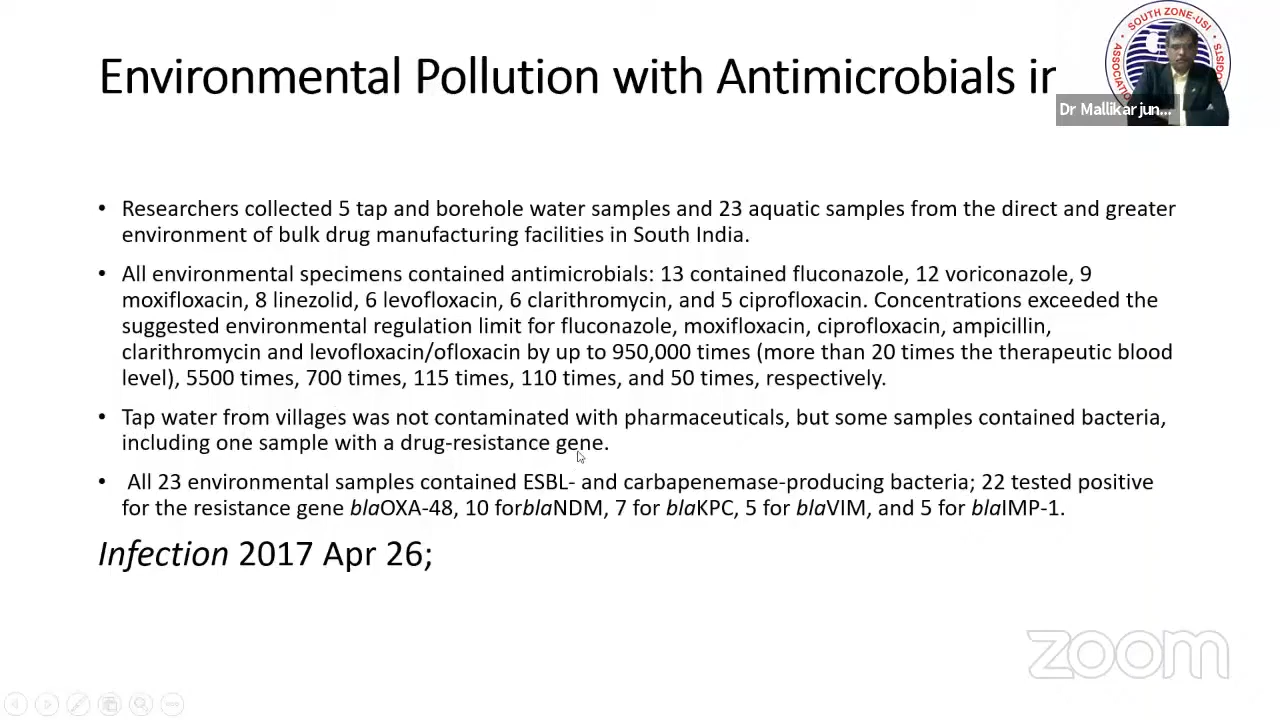 Environmental Pollution with Antimicrobials in
SOUTH ZONE-USI
Dr Mallikarjun...
• Researchers collected 5 tap and borehole water samples and 23 aquatic samples from the direct and greater
environment of bulk drug manufacturing facilities in South India.
• All environmental specimens contained antimicrobials: 13 contained fluconazole, 12 voriconazole, 9
moxifloxacin, 8 linezolid, 6 levofloxacin, 6 clarithromycin, and 5 ciprofloxacin. Concentrations exceeded the
suggested environmental regulation limit for fluconazole, moxifloxacin, ciprofloxacin, ampicillin,
clarithromycin and levofloxacin/ofloxacin by up to 950,000 times (more than 20 times the therapeutic blood
level), 5500 times, 700 times, 115 times, 110 times, and 50 times, respectively.
• Tap water from villages was not contaminated with pharmaceuticals, but some samples contained bacteria,
including one sample with a drug-resistance gene.
• All 23 environmental samples contained ESBL- and carbapenemase-producing bacteria; 22 tested positive
for the resistance gene blaOXA-48, 10 forblaNDM, 7 for blaKPC, 5 for blaVIM, and 5 for blaIMP-1.
Infection 2017 Apr 26;
zoom